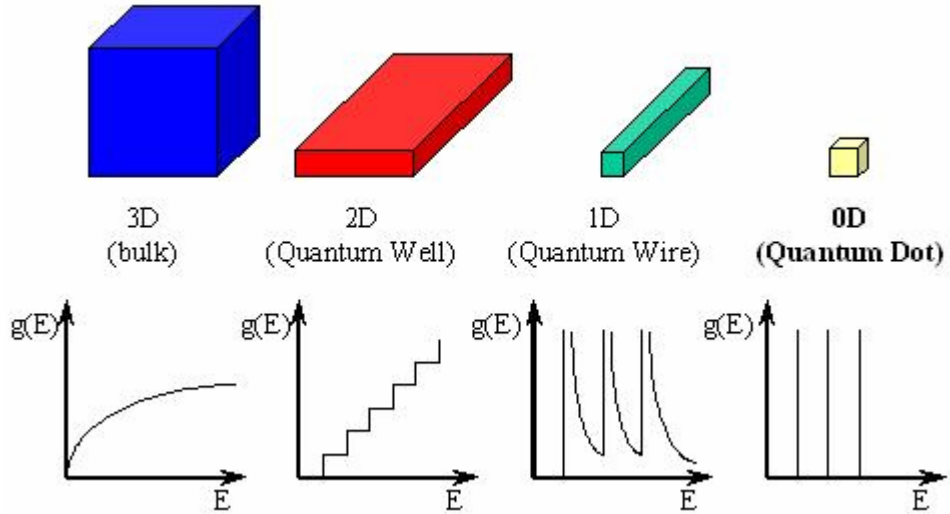 3D
(bulk)
2D
(Quantum Well)
1D
(Quantum Wire)
0D
(Quantum Dot)
g(E)
E
g(E)
E
g(E)
E
g(E)
E